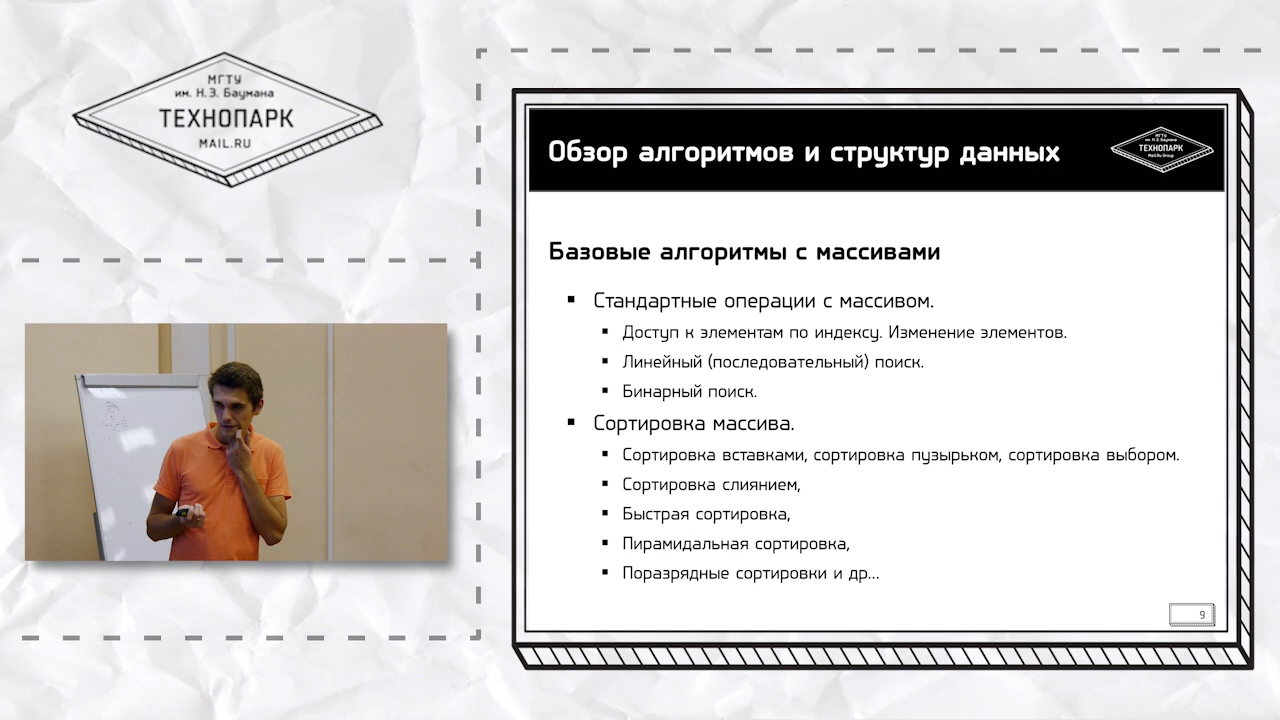 МГТУ
им. Н.Э. Баумана
ТЕХНОПАРК
MAIL.RU
Обзор алгоритмов и структур данных
МГТУ
им. Н.Э. Баумана
ТЕХНОПАРК
Mail.Ru Group
Базовые алгоритмы с массивами
Стандартные операции с массивом.
Доступ к элементам по индексу. Изменение элементов.
Линейный (последовательный) поиск.
Бинарный поиск.
Сортировка массива.
Сортировка вставками, сортировка пузырьком, сортировка выбором.
Сортировка слиянием,
Быстрая сортировка,
Пирамидальная сортировка,
Поразрядные сортировки и др...
9